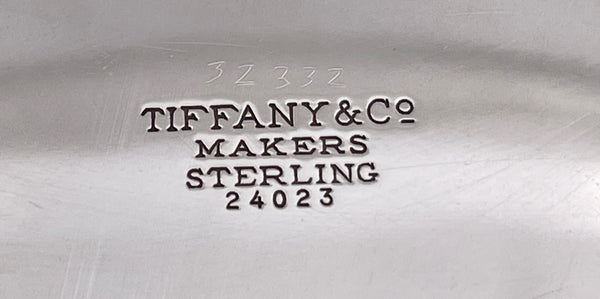 32332
TIFFANY & Cº
MAKERS
STERLING
24023